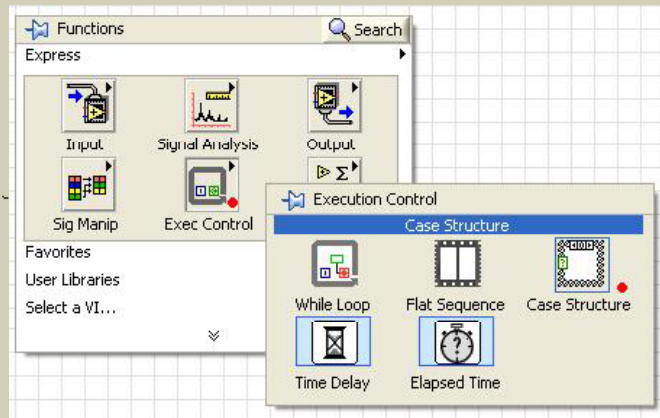 Functions
Search
Express
Input
Signal Analysis
Output
Sig Manip
Exec Control
Favorites
User Libraries
Select a VI...
Execution Control
Case Structure
While Loop
Flat Sequence
Case Structure
Time Delay
Elapsed Time